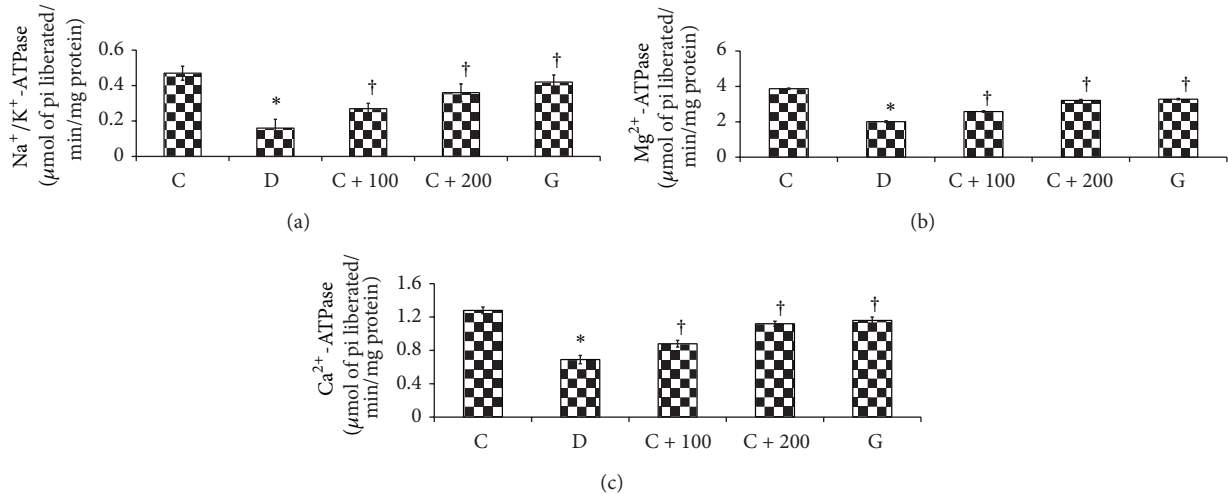 Na⁺/K⁺-ATPase
(µmol of pi liberated/
min/mg protein)
0.6
0.4
0.2
0
*
†
†
†
C
D
C + 100
C + 200
G
(a)
Mg²⁺-ATPase
(µmol of pi liberated/
min/mg protein)
6
4
2
0
*
†
†
†
C
D
C + 100
C + 200
G
(b)
Ca²⁺-ATPase
(µmol of pi liberated/
min/mg protein)
1.6
1.2
0.8
0.4
0
*
†
†
†
C
D
C + 100
C + 200
G
(c)